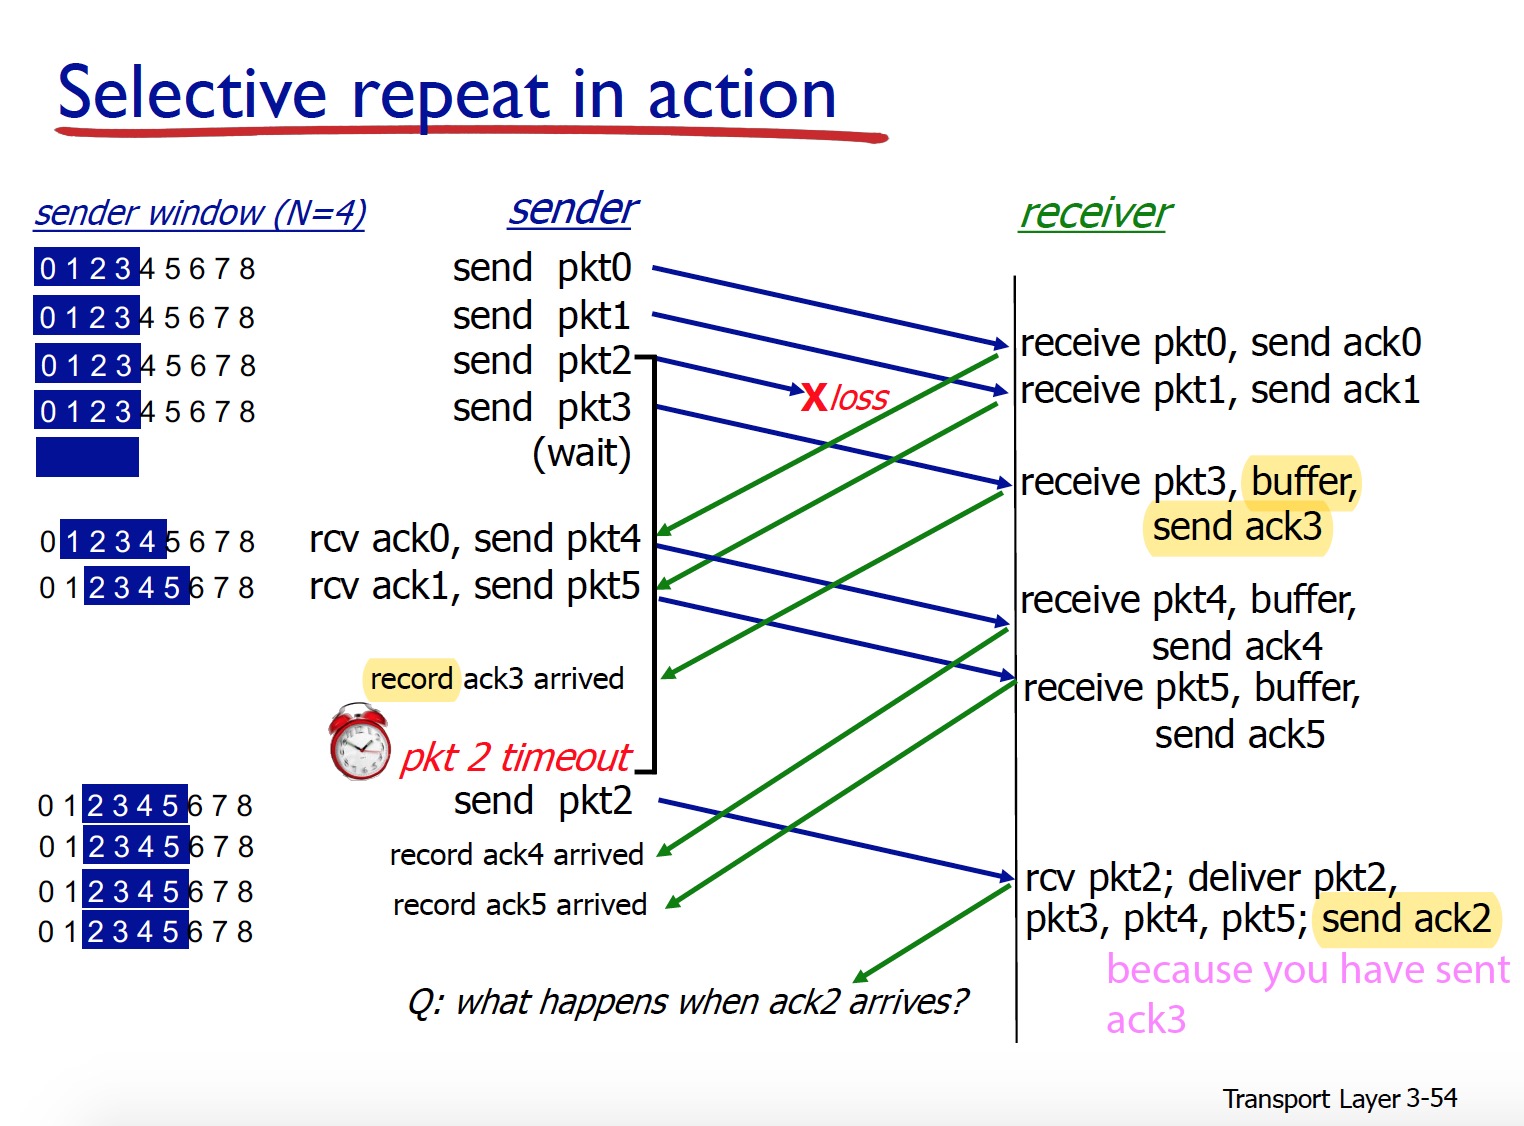 Selective repeat in action
sender window (N=4)
sender
receiver
0 1 2 3 4 5 6 7 8
send pkt0
0 1 2 3 4 5 6 7 8
send pkt1
0 1 2 3 4 5 6 7 8
send pkt2
0 1 2 3 4 5 6 7 8
send pkt3
(wait)
X loss
receive pkt0, send ack0
receive pkt1, send ack1
receive pkt3, buffer,
send ack3
0 1 2 3 4 5 6 7 8
rcv ack0, send pkt4
0 1 2 3 4 5 6 7 8
rcv ack1, send pkt5
receive pkt4, buffer,
send ack4
receive pkt5, buffer,
send ack5
record ack3 arrived
pkt 2 timeout
0 1 2 3 4 5 6 7 8
send pkt2
0 1 2 3 4 5 6 7 8
record ack4 arrived
0 1 2 3 4 5 6 7 8
record ack5 arrived
0 1 2 3 4 5 6 7 8
rcv pkt2; deliver pkt2,
pkt3, pkt4, pkt5; send ack2
because you have sent
ack3
Q: what happens when ack2 arrives?
Transport Layer 3-54